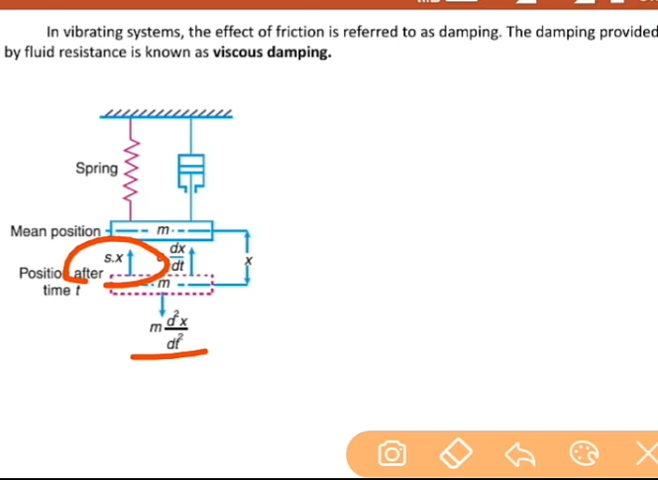 In vibrating systems, the effect of friction is referred to as damping. The damping provided
by fluid resistance is known as viscous damping.
Spring
Mean position
m
s.x
dx
dt
x
Position after
time t
m
m d²x
dt²